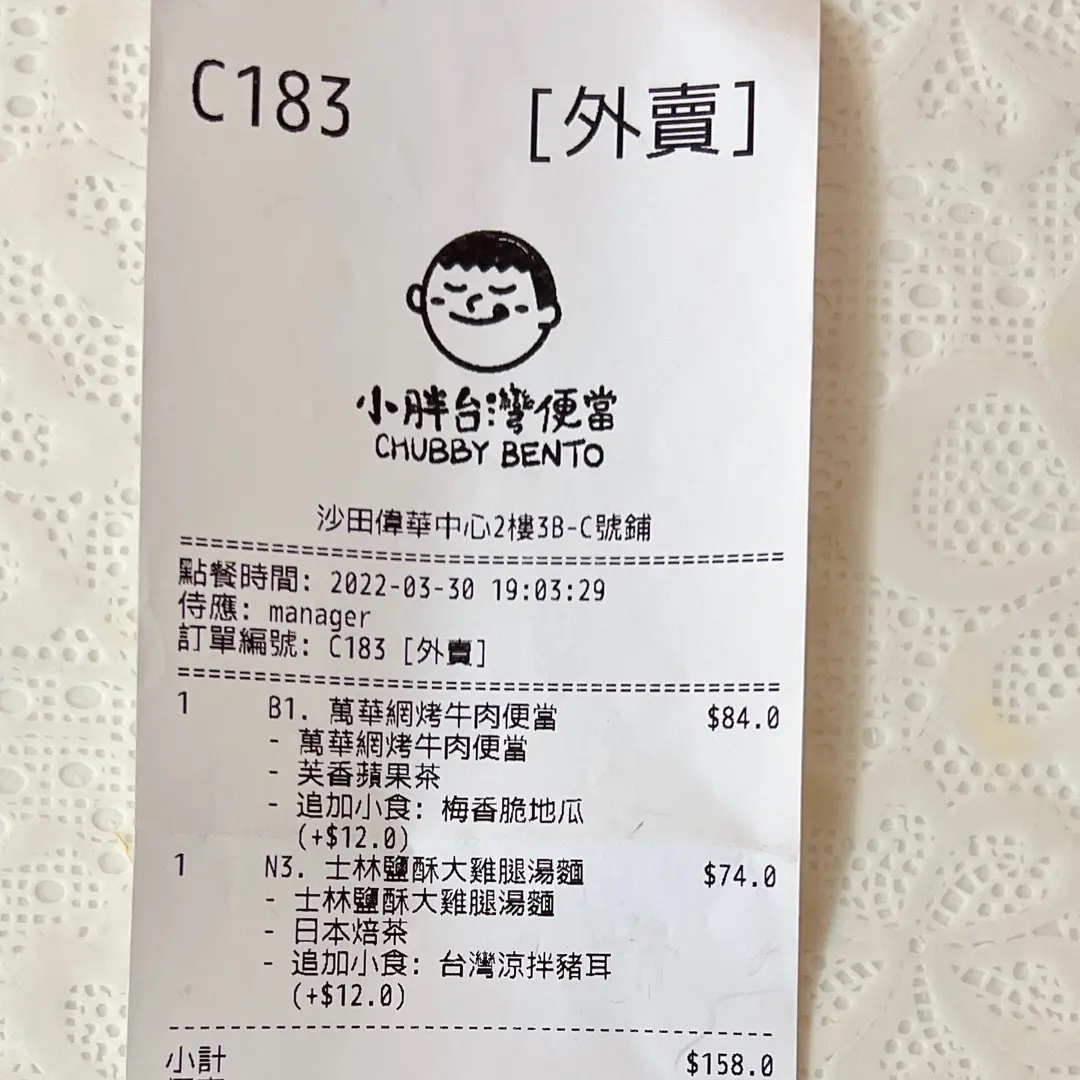 C183 [外賣]
小胖台灣便當
CHUBBY BENTO
沙田偉華中心2樓3B-C號鋪
==========================================
點餐時間: 2022-03-30 19:03:29
侍應: manager
訂單編號: C183 [外賣]
==========================================
1 B1. 萬華網烤牛肉便當 $84.0
- 萬華網烤牛肉便當
- 芙香蘋果茶
- 追加小食: 梅香脆地瓜
(+$12.0)
1 N3. 士林鹽酥大雞腿湯麵 $74.0
- 士林鹽酥大雞腿湯麵
- 日本焙茶
- 追加小食: 台灣涼拌豬耳
(+$12.0)
------------------------------------------
小計 $158.0